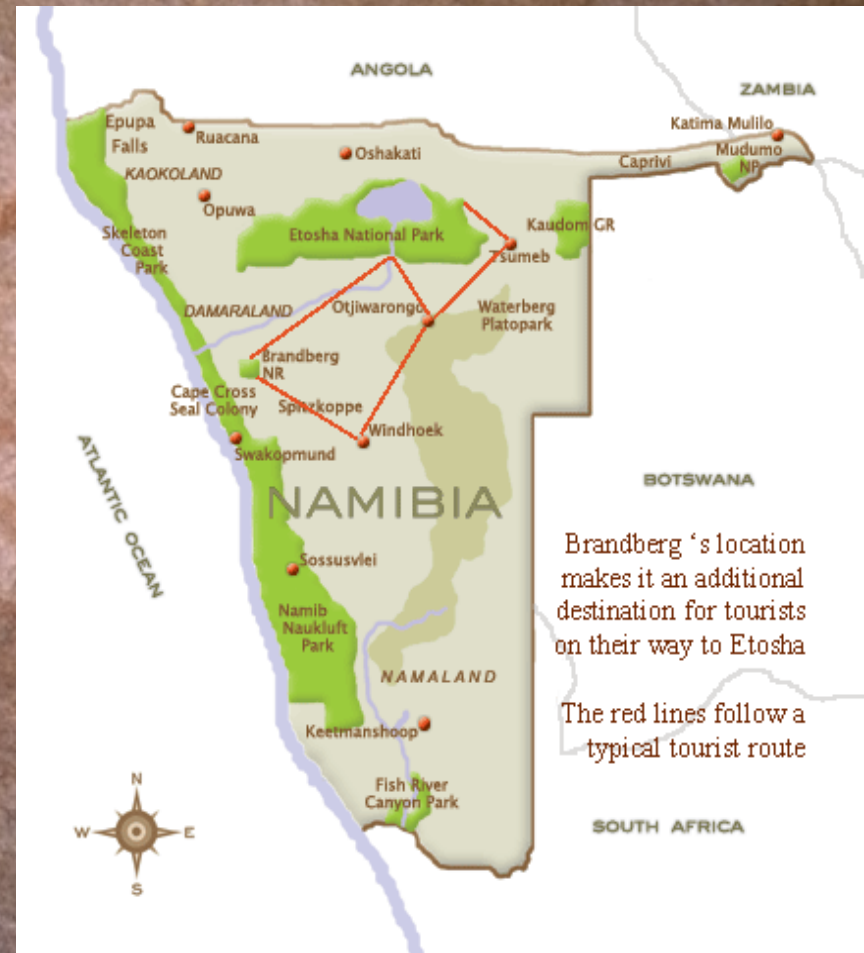 ANGOLA
ZAMBIA
Katima Mulilo
Epupa
Falls
Ruacana
Oshakati
Caprivi
Mudumo
NP
KAOKOLAND
Opuwa
Skeleton
Coast
Park
Etosha National Park
Kaudom GR
Tsumeb
DAMARALAND
Otjiwarongo
Waterberg
Platopark
Brandberg
NR
Cape Cross
Seal Colony
Spitzkoppe
Windhoek
Swakopmund
ATLANTIC OCEAN
NAMIBIA
BOTSWANA
Sossusvlei
Namib
Naukluft
Park
Brandberg ‘s location
makes it an additional
destination for tourists
on their way to Etosha
NAMALAND
The red lines follow a
typical tourist route
Keetmanshoop
Fish River
Canyon Park
SOUTH AFRICA
N
W
E
S